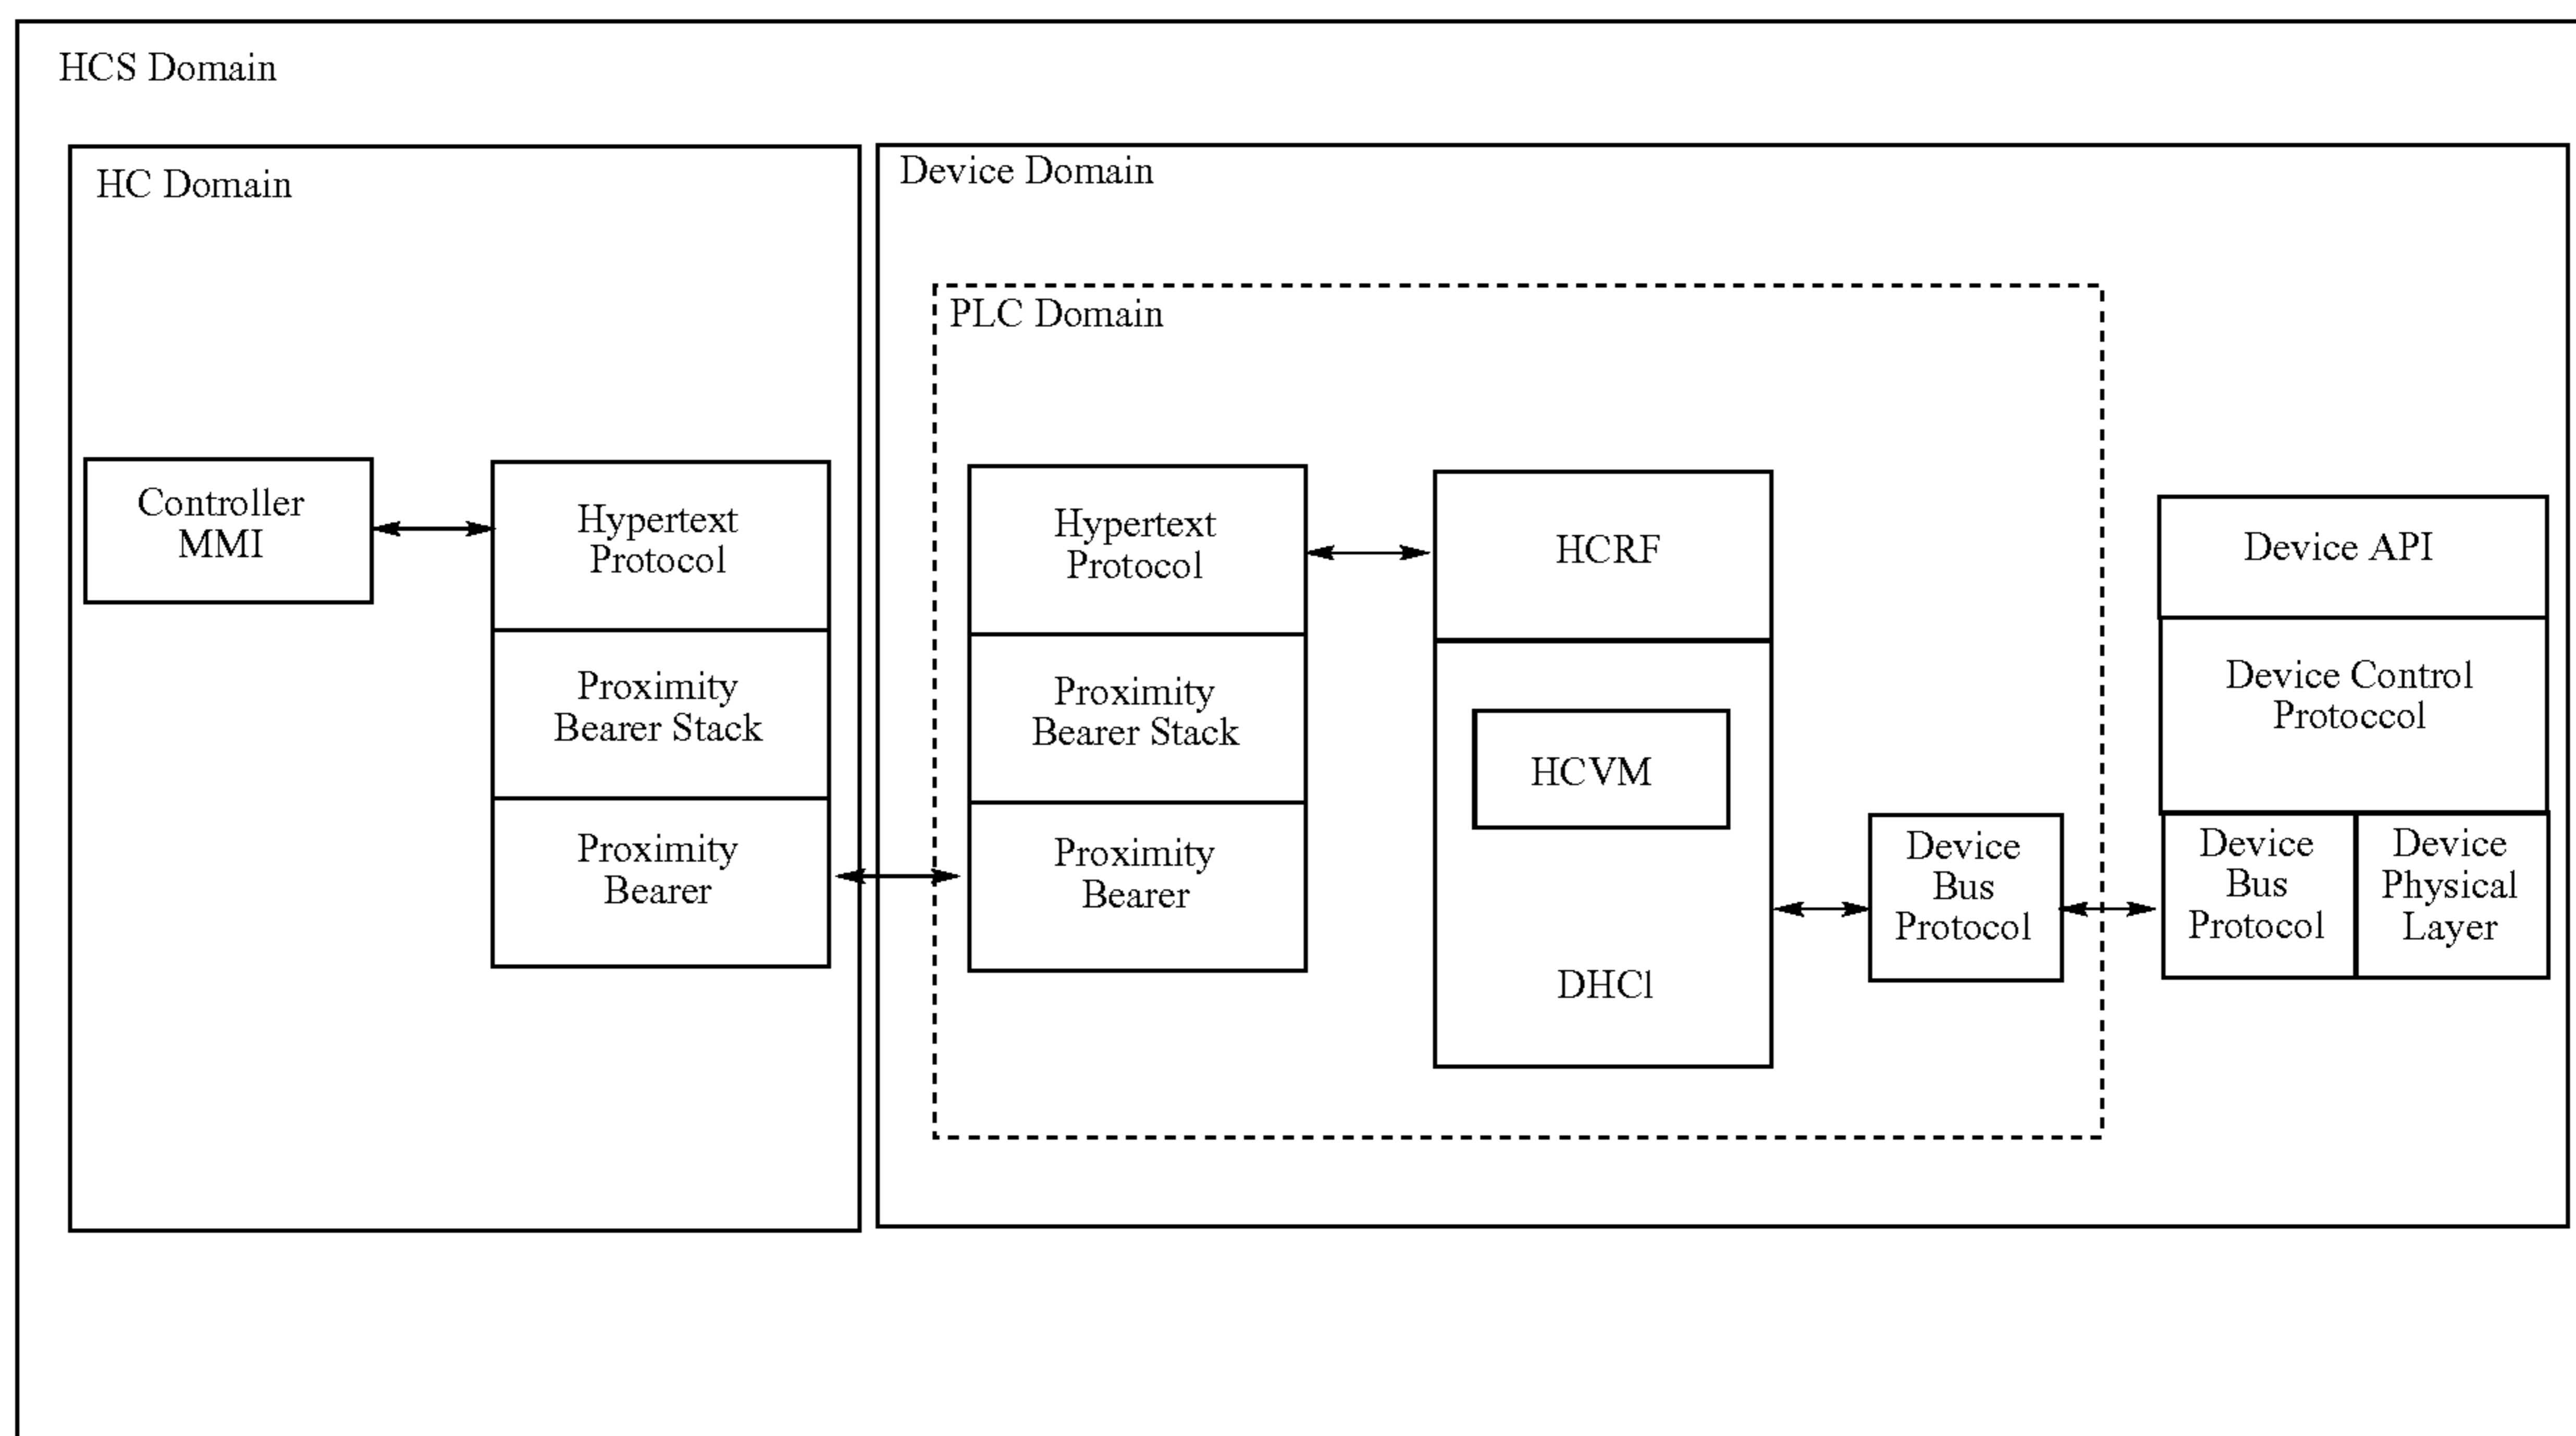 HCS Domain
HC Domain
Device Domain
PLC Domain
Controller
MMI
Hypertext
Protocol
Proximity
Bearer Stack
Proximity
Bearer
Hypertext
Protocol
Proximity
Bearer Stack
Proximity
Bearer
HCRF
HCVM
DHCl
Device
Bus
Protocol
Device API
Device Control
Protoccol
Device
Bus
Protocol
Device
Physical
Layer